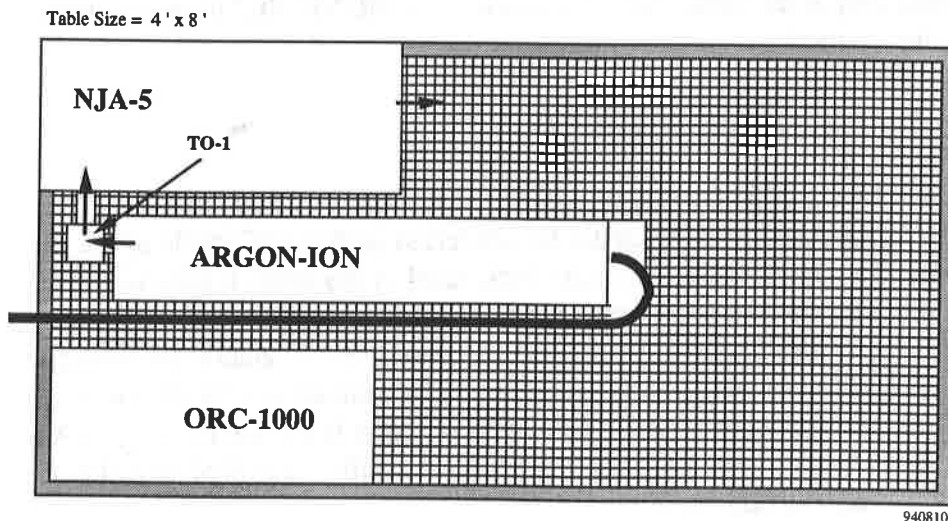 Table Size = 4 ' x 8 '
NJA-5
TO-1
ARGON-ION
ORC-1000
940810